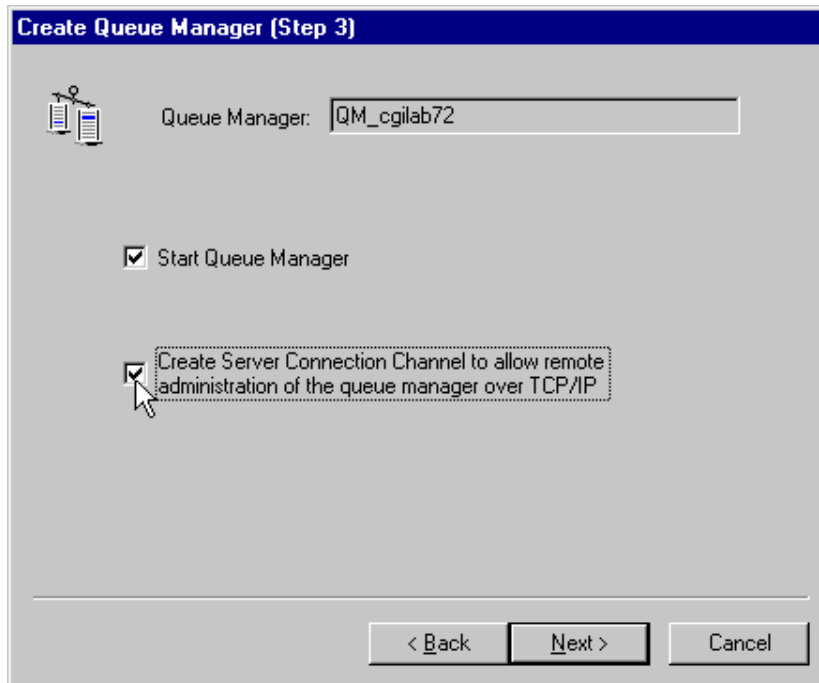 Create Queue Manager (Step 3)
Queue Manager: QM_cgilab72
Start Queue Manager
Create Server Connection Channel to allow remote
administration of the queue manager over TCP/IP
< Back Next > Cancel